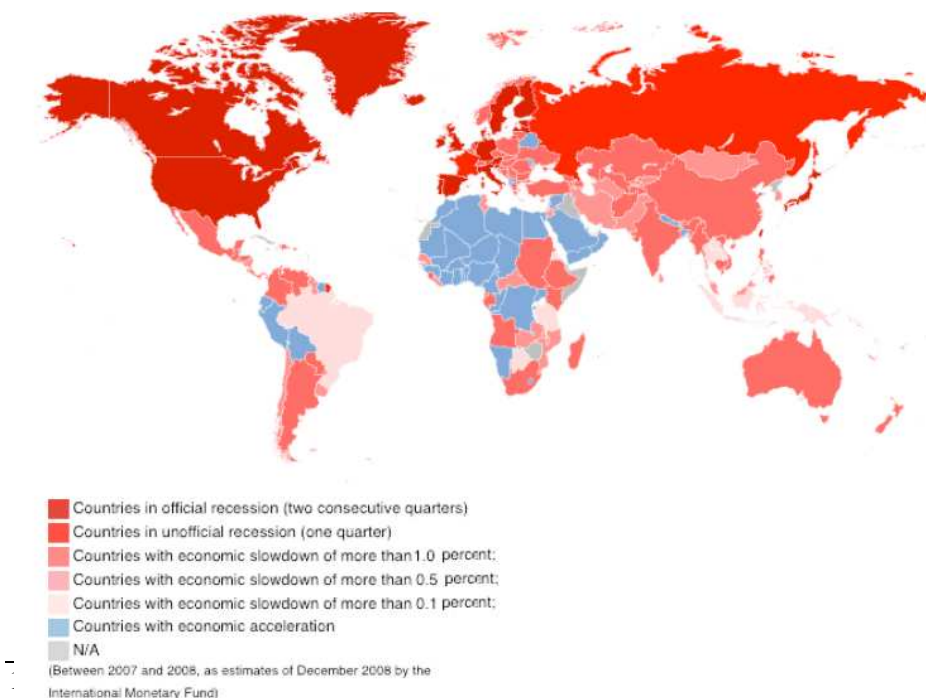 Countries in official recession (two consecutive quarters)
Countries in unofficial recession (one quarter)
Countries with economic slowdown of more than 1.0 percent;
Countries with economic slowdown of more than 0.5 percent;
Countries with economic slowdown of more than 0.1 percent;
Countries with economic acceleration
N/A
(Between 2007 and 2008, as estimates of December 2008 by the
International Monetary Fund)